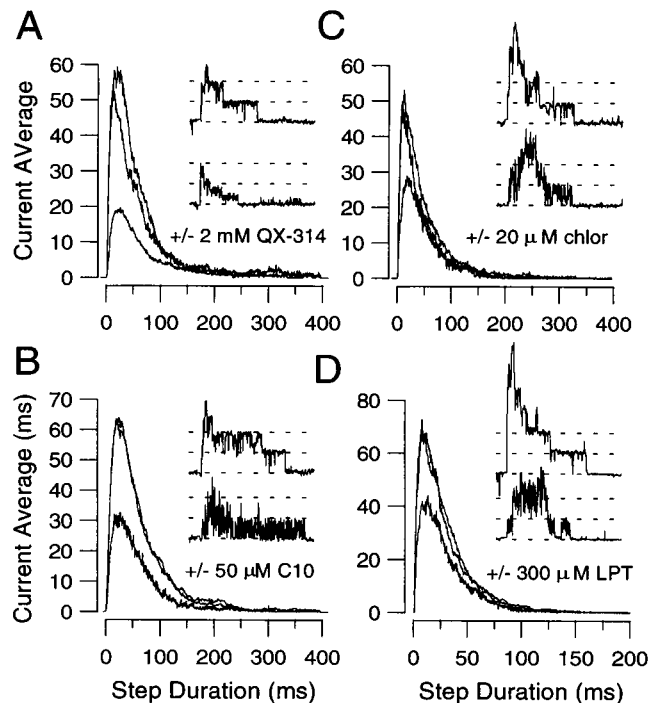 A
Current AVerage
60
50
40
30
20
10
0
+/- 2 mM QX-314
0 100 200 300 400
C
60
50
40
30
20
10
0
+/- 20 μ M chlor
0 100 200 300 400
B
Current Average (ms)
70
60
50
40
30
20
10
0
+/- 50 μM C10
0 100 200 300 400
Step Duration (ms)
D
80
60
40
20
0
+/- 300 μ M LPT
0 50 100 150 200
Step Duration (ms)